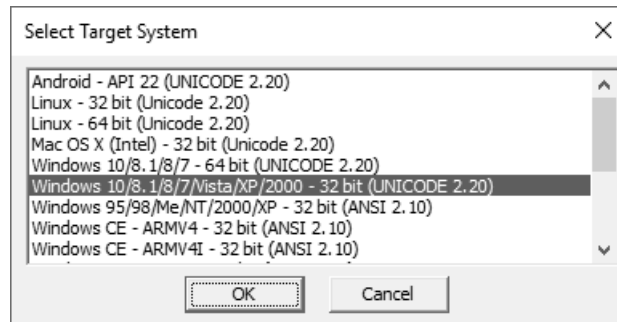 Select Target System
Android - API 22 (UNICODE 2.20)
Linux - 32 bit (Unicode 2.20)
Linux - 64 bit (Unicode 2.20)
Mac OS X (Intel) - 32 bit (Unicode 2.20)
Windows 10/8.1/8/7 - 64 bit (UNICODE 2.20)
Windows 10/8.1/8/7/Vista/XP/2000 - 32 bit (UNICODE 2.20)
Windows 95/98/Me/NT/2000/XP - 32 bit (ANSI 2.10)
Windows CE - ARMV4 - 32 bit (ANSI 2.10)
Windows CE - ARMV4I - 32 bit (ANSI 2.10)
OK
Cancel